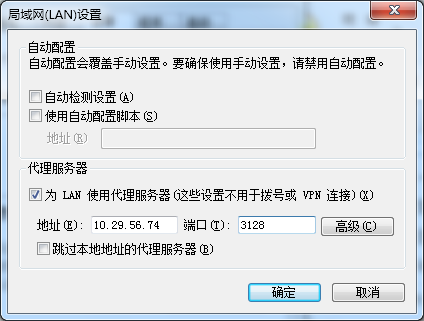 局域网(LAN)设置
自动配置
自动配置会覆盖手动设置。要确保使用手动设置，请禁用自动配置。
自动检测设置(A)
使用自动配置脚本(S)
地址(R)
代理服务器
为 LAN 使用代理服务器(这些设置不用于拨号或 VPN 连接)(X)
地址(E): 10.29.56.74 端口(T): 3128 高级(C)
跳过本地地址的代理服务器(B)
确定 取消